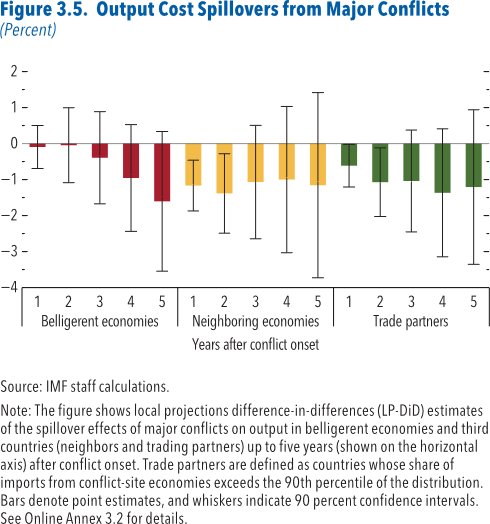 Figure 3.5. Output Cost Spillovers from Major Conflicts
(Percent)
2
1
0
–1
–2
–3
–4
1 2 3 4 5 1 2 3 4 5 1 2 3 4 5
Belligerent economies Neighboring economies Trade partners
Years after conflict onset
Source: IMF staff calculations.
Note: The figure shows local projections difference-in-differences (LP-DiD) estimates
of the spillover effects of major conflicts on output in belligerent economies and third
countries (neighbors and trading partners) up to five years (shown on the horizontal
axis) after conflict onset. Trade partners are defined as countries whose share of
imports from conflict-site economies exceeds the 90th percentile of the distribution.
Bars denote point estimates, and whiskers indicate 90 percent confidence intervals.
See Online Annex 3.2 for details.